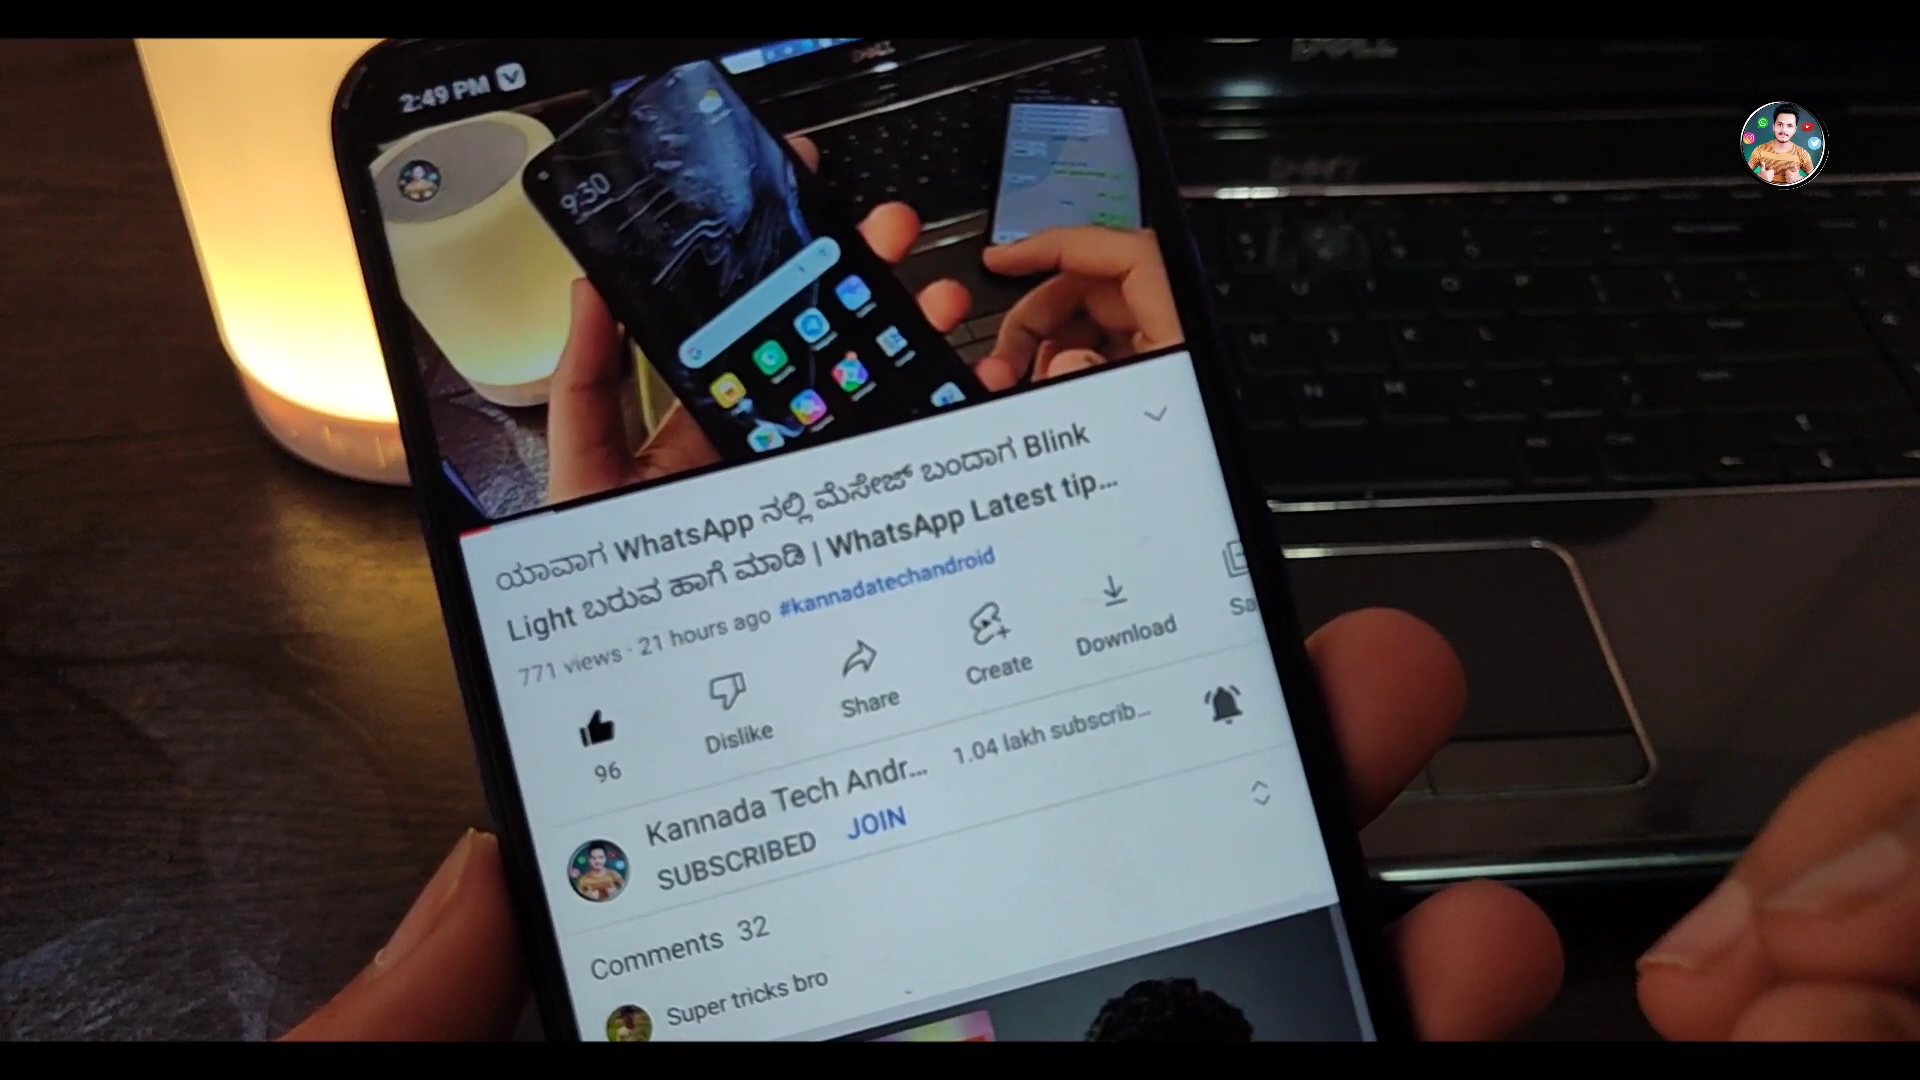 DELL
2:49 PM
9:30
ಯಾವಾಗ WhatsApp ನಲ್ಲಿ ಮೆಸೇಜ್ ಬಂದಾಗ Blink
Light ಬರುವ ಹಾಗೆ ಮಾಡಿ | WhatsApp Latest tip...
771 views · 21 hours ago #kannadatechandroid
96
Dislike
Share
Create
Download
Sa
Kannada Tech Andr... 1.04 lakh subscrib...
SUBSCRIBED JOIN
Comments 32
Super tricks bro